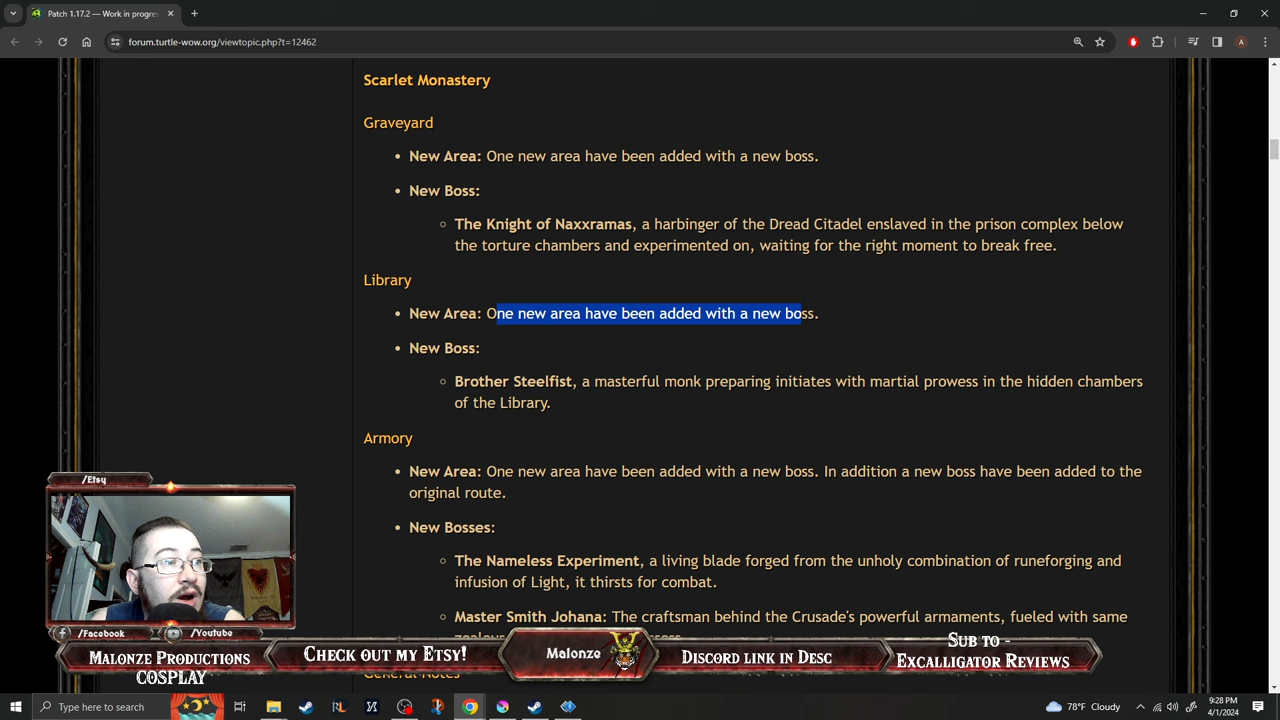 Patch 1.17.2 — Work in progres
forum.turtle-wow.org/viewtopic.php?t=12462
Scarlet Monastery
Graveyard
New Area: One new area have been added with a new boss.
New Boss:
The Knight of Naxxramas, a harbinger of the Dread Citadel enslaved in the prison complex below
the torture chambers and experimented on, waiting for the right moment to break free.
Library
New Area: One new area have been added with a new boss.
New Boss:
Brother Steelfist, a masterful monk preparing initiates with martial prowess in the hidden chambers
of the Library.
Armory
New Area: One new area have been added with a new boss. In addition a new boss have been added to the
original route.
New Bosses:
The Nameless Experiment, a living blade forged from the unholy combination of runeforging and
infusion of Light, it thirsts for combat.
Master Smith Johana: The craftsman behind the Crusade's powerful armaments, fueled with same
General Notes
/Etsy
/Facebook
/Youtube
Malonze Productions
Cosplay
Check out my Etsy!
Malonze
Discord link in Desc
Sub to -
Excalligator Reviews
Type here to search
78°F Cloudy
9:28 PM
4/1/2024